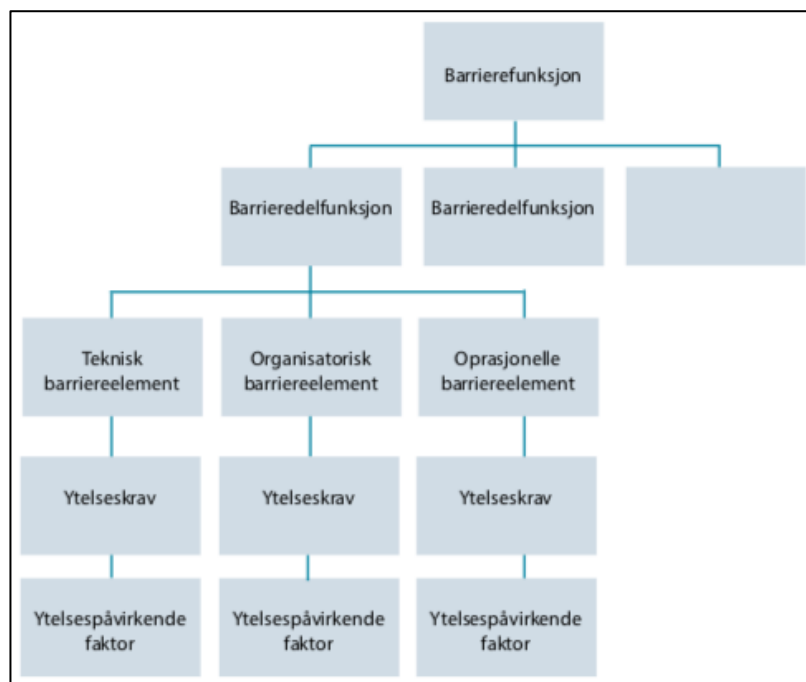 Barrierefunksjon
Barrieredelfunksjon
Barrieredelfunksjon
Teknisk
barriereelement
Organisatorisk
barriereelement
Oprasjonelle
barriereelement
Ytelseskrav
Ytelseskrav
Ytelseskrav
Ytelsespåvirkende
faktor
Ytelsespåvirkende
faktor
Ytelsespåvirkende
faktor